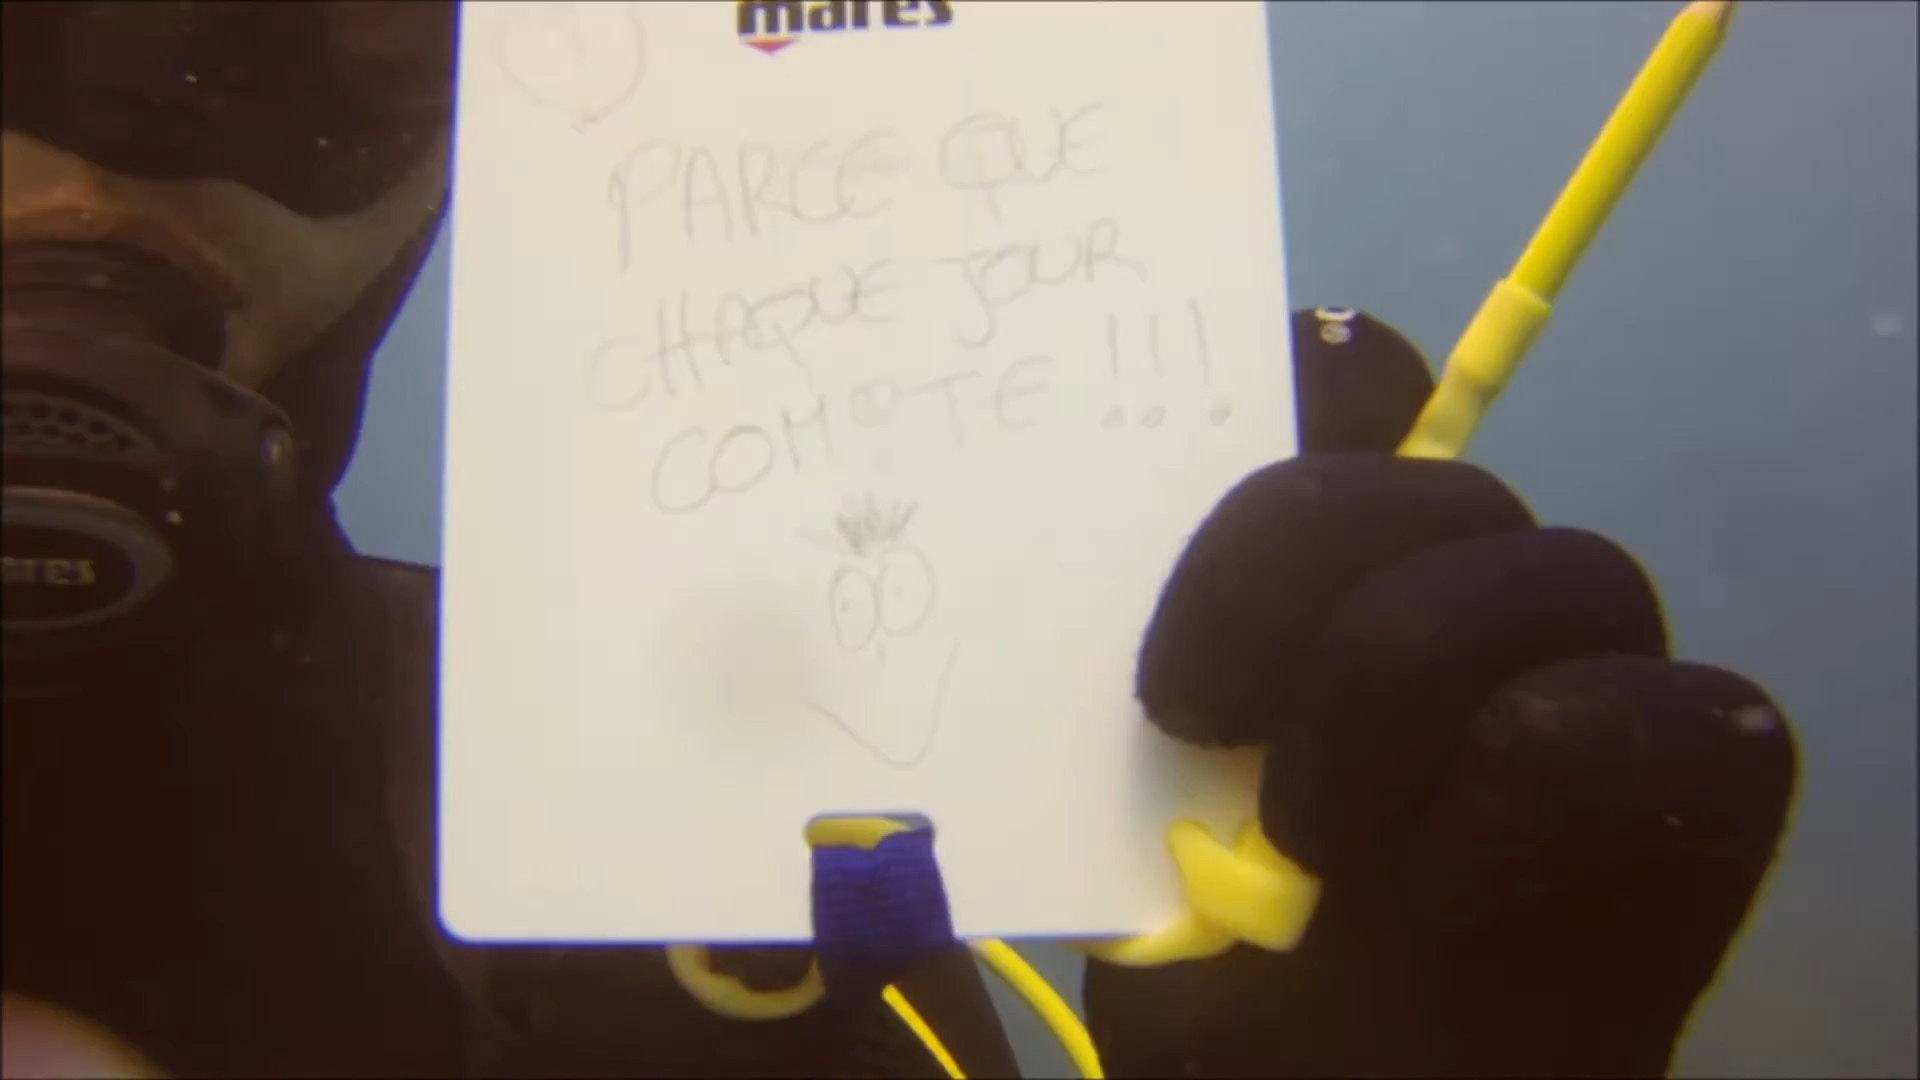 mares
PARCE QUE
CHAQUE JOUR
COMPTE !!!
mares